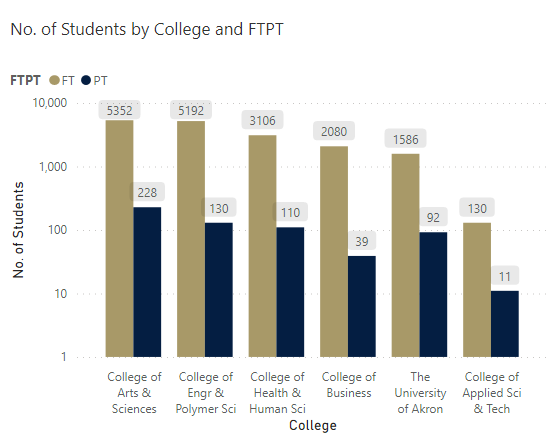 No. of Students by College and FTPT
FTPT FT PT
10,000
1,000
100
10
1
No. of Students
5352
228
5192
130
3106
110
2080
39
1586
92
130
11
College of
Arts &
Sciences
College of
Engr &
Polymer Sci
College of
Health &
Human Sci
College of
Business
The
University
of Akron
College of
Applied Sci
& Tech
College